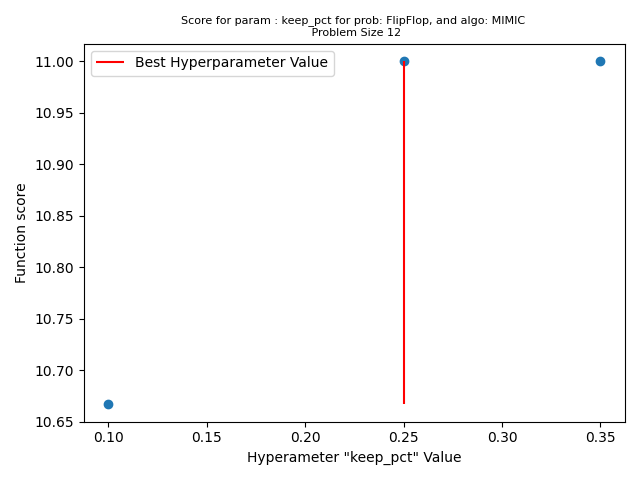 Score for param : keep_pct for prob: FlipFlop, and algo: MIMIC
Problem Size 12
Best Hyperparameter Value
11.00
10.95
10.90
10.85
10.80
10.75
10.70
10.65
Function score
0.10 0.15 0.20 0.25 0.30 0.35
Hyperameter "keep_pct" Value